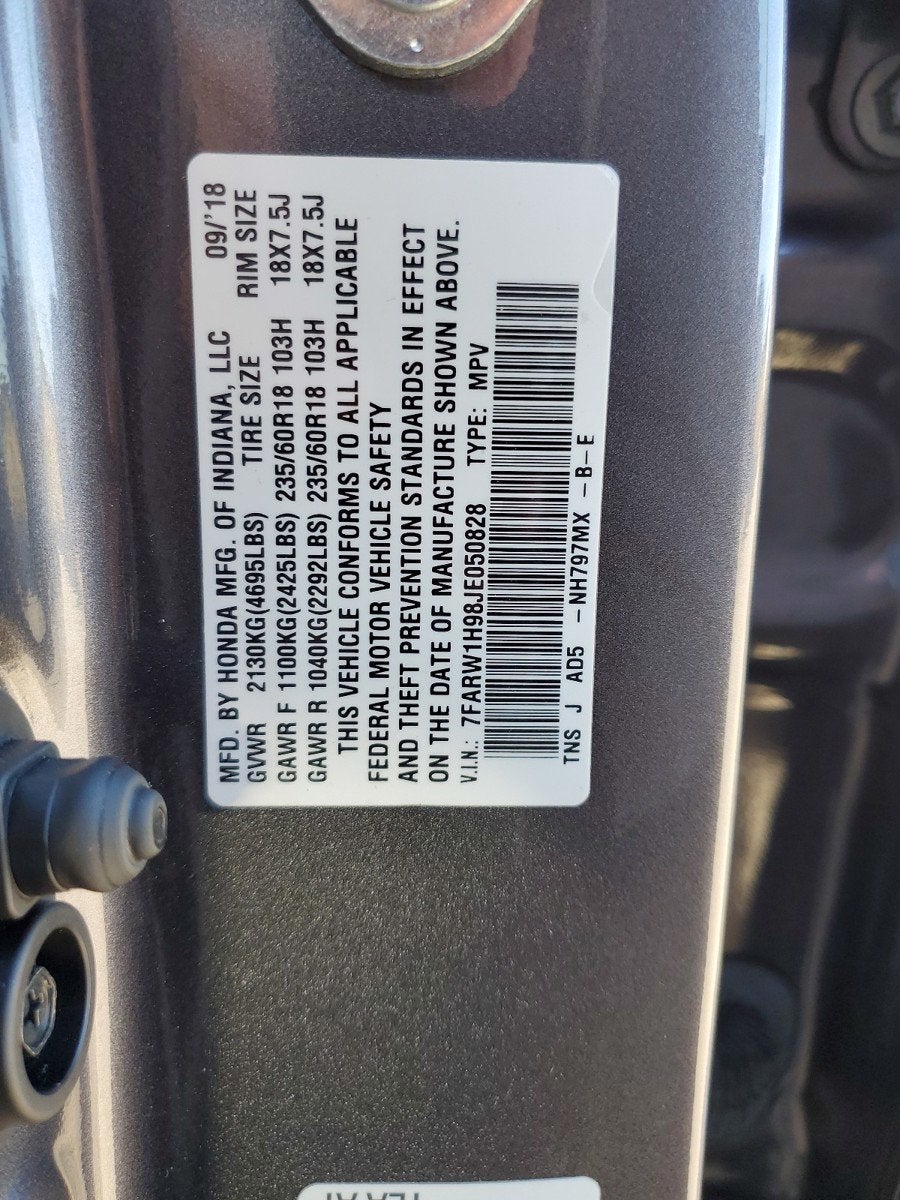 MFD. BY HONDA MFG. OF INDIANA, LLC 09/'18
GVWR 2130KG(4695LBS) TIRE SIZE RIM SIZE
GAWR F 1100KG(2425LBS) 235/60R18 103H 18X7.5J
GAWR R 1040KG(2292LBS) 235/60R18 103H 18X7.5J
THIS VEHICLE CONFORMS TO ALL APPLICABLE
FEDERAL MOTOR VEHICLE SAFETY
AND THEFT PREVENTION STANDARDS IN EFFECT
ON THE DATE OF MANUFACTURE SHOWN ABOVE.
V.I.N.: 7FARW1H98JE050828 TYPE: MPV
TNS J AD5 -NH797MX -B-E